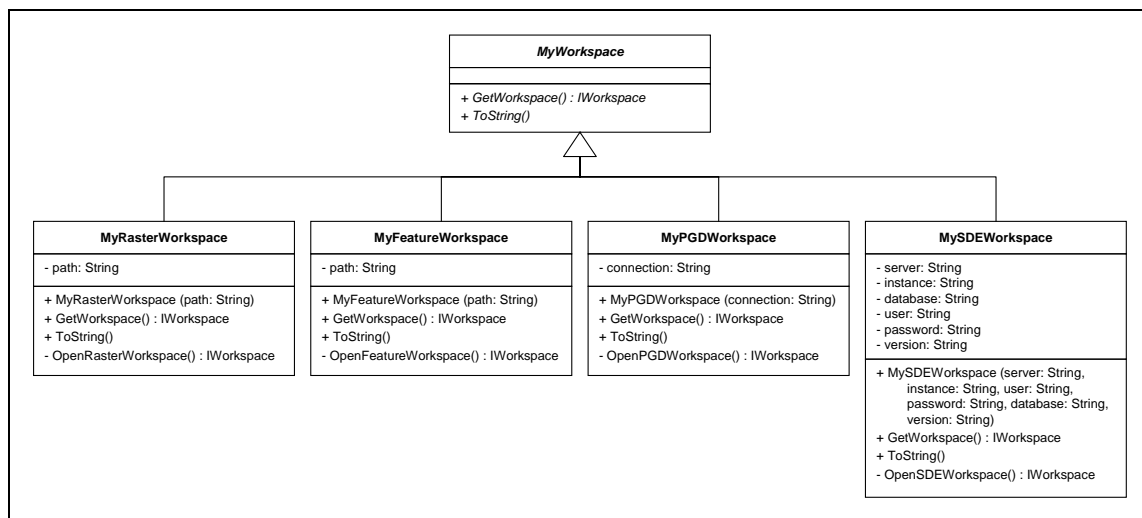 MyWorkspace
+ GetWorkspace() : IWorkspace
+ ToString()
MyRasterWorkspace
- path: String
+ MyRasterWorkspace (path: String)
+ GetWorkspace() : IWorkspace
+ ToString()
- OpenRasterWorkspace() : IWorkspace
MyFeatureWorkspace
- path: String
+ MyFeatureWorkspace (path: String)
+ GetWorkspace() : IWorkspace
+ ToString()
- OpenFeatureWorkspace() : IWorkspace
MyPGDWorkspace
- connection: String
+ MyPGDWorkspace (connection: String)
+ GetWorkspace() : IWorkspace
+ ToString()
- OpenPGDWorkspace() : IWorkspace
MySDEWorkspace
- server: String
- instance: String
- database: String
- user: String
- password: String
- version: String
+ MySDEWorkspace (server: String,
instance: String, user: String,
password: String, database: String,
version: String)
+ GetWorkspace() : IWorkspace
+ ToString()
- OpenSDEWorkspace() : IWorkspace